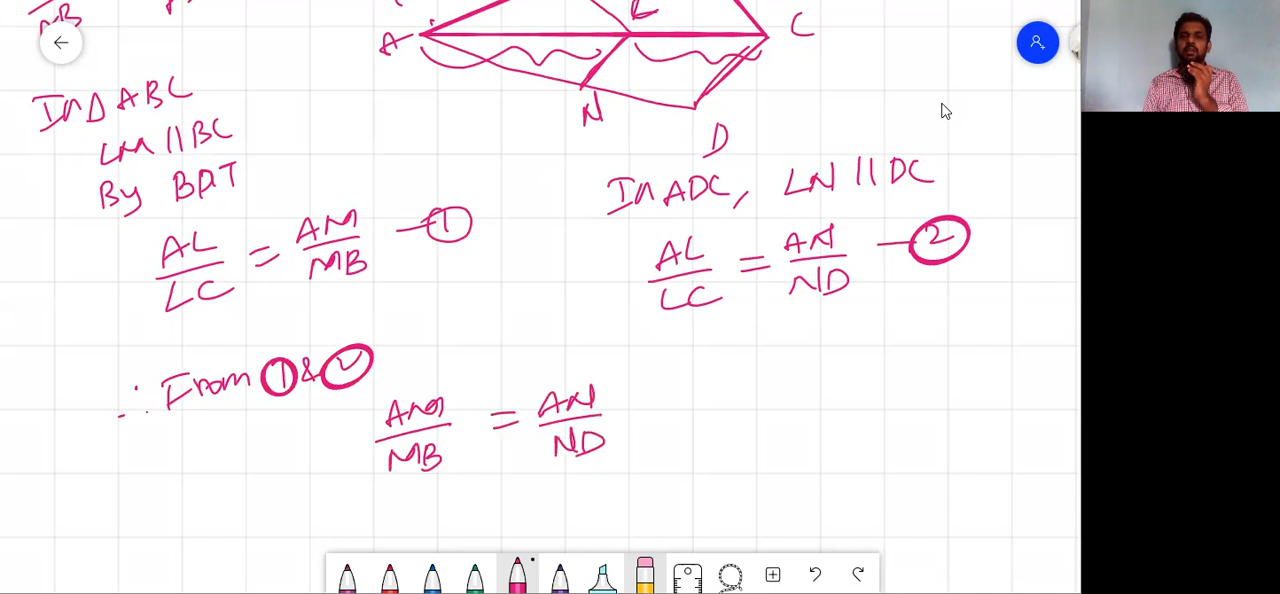 MB
A
C
N
D
In Δ ABC
LM || BC
By BPT
AL/LC = AM/MB — 1
In ADC, LN || DC
AL/LC = AN/ND — 2
∴ From 1 & 2
AM/MB = AN/ND